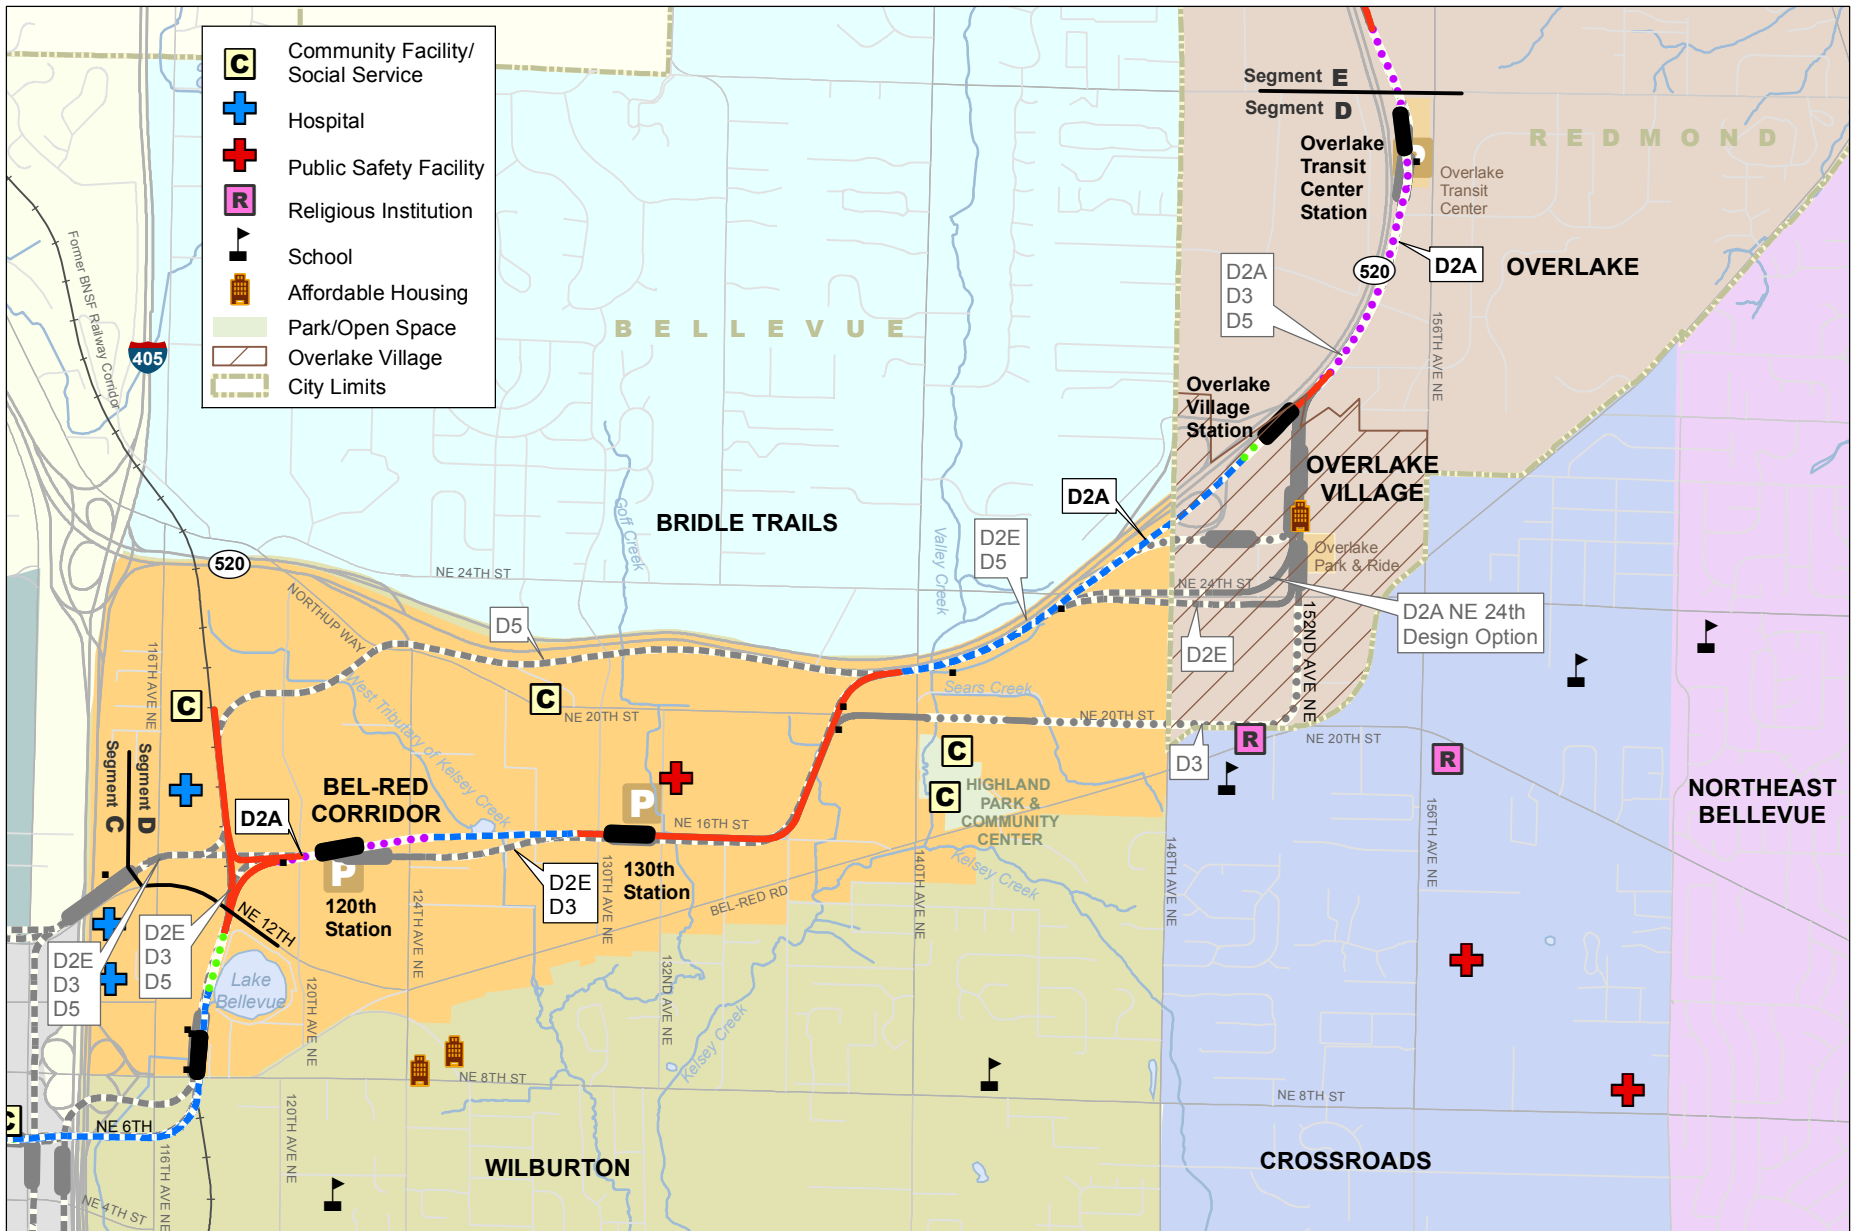 C
Community Facility/
Social Service
Hospital
Public Safety Facility
R
Religious Institution
School
Affordable Housing
Park/Open Space
Overlake Village
City Limits
Segment E
Segment D
Overlake
Transit
Center
Station
P
Overlake
Transit
Center
REDMOND
520
D2A
OVERLAKE
D2A
D3
D5
156TH AVE NE
Former BNSF Railway Corridor
405
BELLEVUE
Overlake
Village
Station
OVERLAKE
VILLAGE
D2A
BRIDLE TRAILS
Goff Creek
Valley Creek
D2E
D5
520
NE 24TH ST
NORTHUP WAY
Overlake
Park & Ride
NE 24TH ST
D2A NE 24th
Design Option
152ND AVE NE
D5
D2E
116TH AVE NE
C
C
West Tributary of Kelsey Creek
NE 20TH ST
Sears Creek
NE 20TH ST
NE 20TH ST
D3
R
R
Segment C
Segment D
BEL-RED
CORRIDOR
P
C
C
HIGHLAND
PARK &
COMMUNITY
CENTER
NORTHEAST
BELLEVUE
D2A
NE 16TH ST
P
120th
Station
130th
Station
D2E
D3
130TH AVE NE
124TH AVE NE
BEL-RED RD
140TH AVE NE
Kelsey Creek
148TH AVE NE
156TH AVE NE
NE 12TH
D2E
D3
D5
D2E
D3
D5
Lake
Bellevue
120TH AVE NE
132ND AVE NE
Kelsey Creek
NE 8TH ST
NE 8TH ST
C
NE 6TH
116TH AVE NE
120TH AVE NE
WILBURTON
CROSSROADS
NE 4TH ST